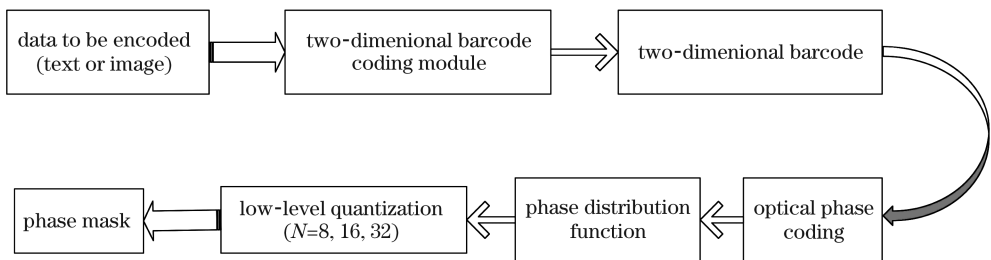 data to be encoded
(text or image)
two-dimenional barcode
coding module
two-dimensional barcode
optical phase
coding
phase distribution
function
low-level quantization
(N=8, 16, 32)
phase mask